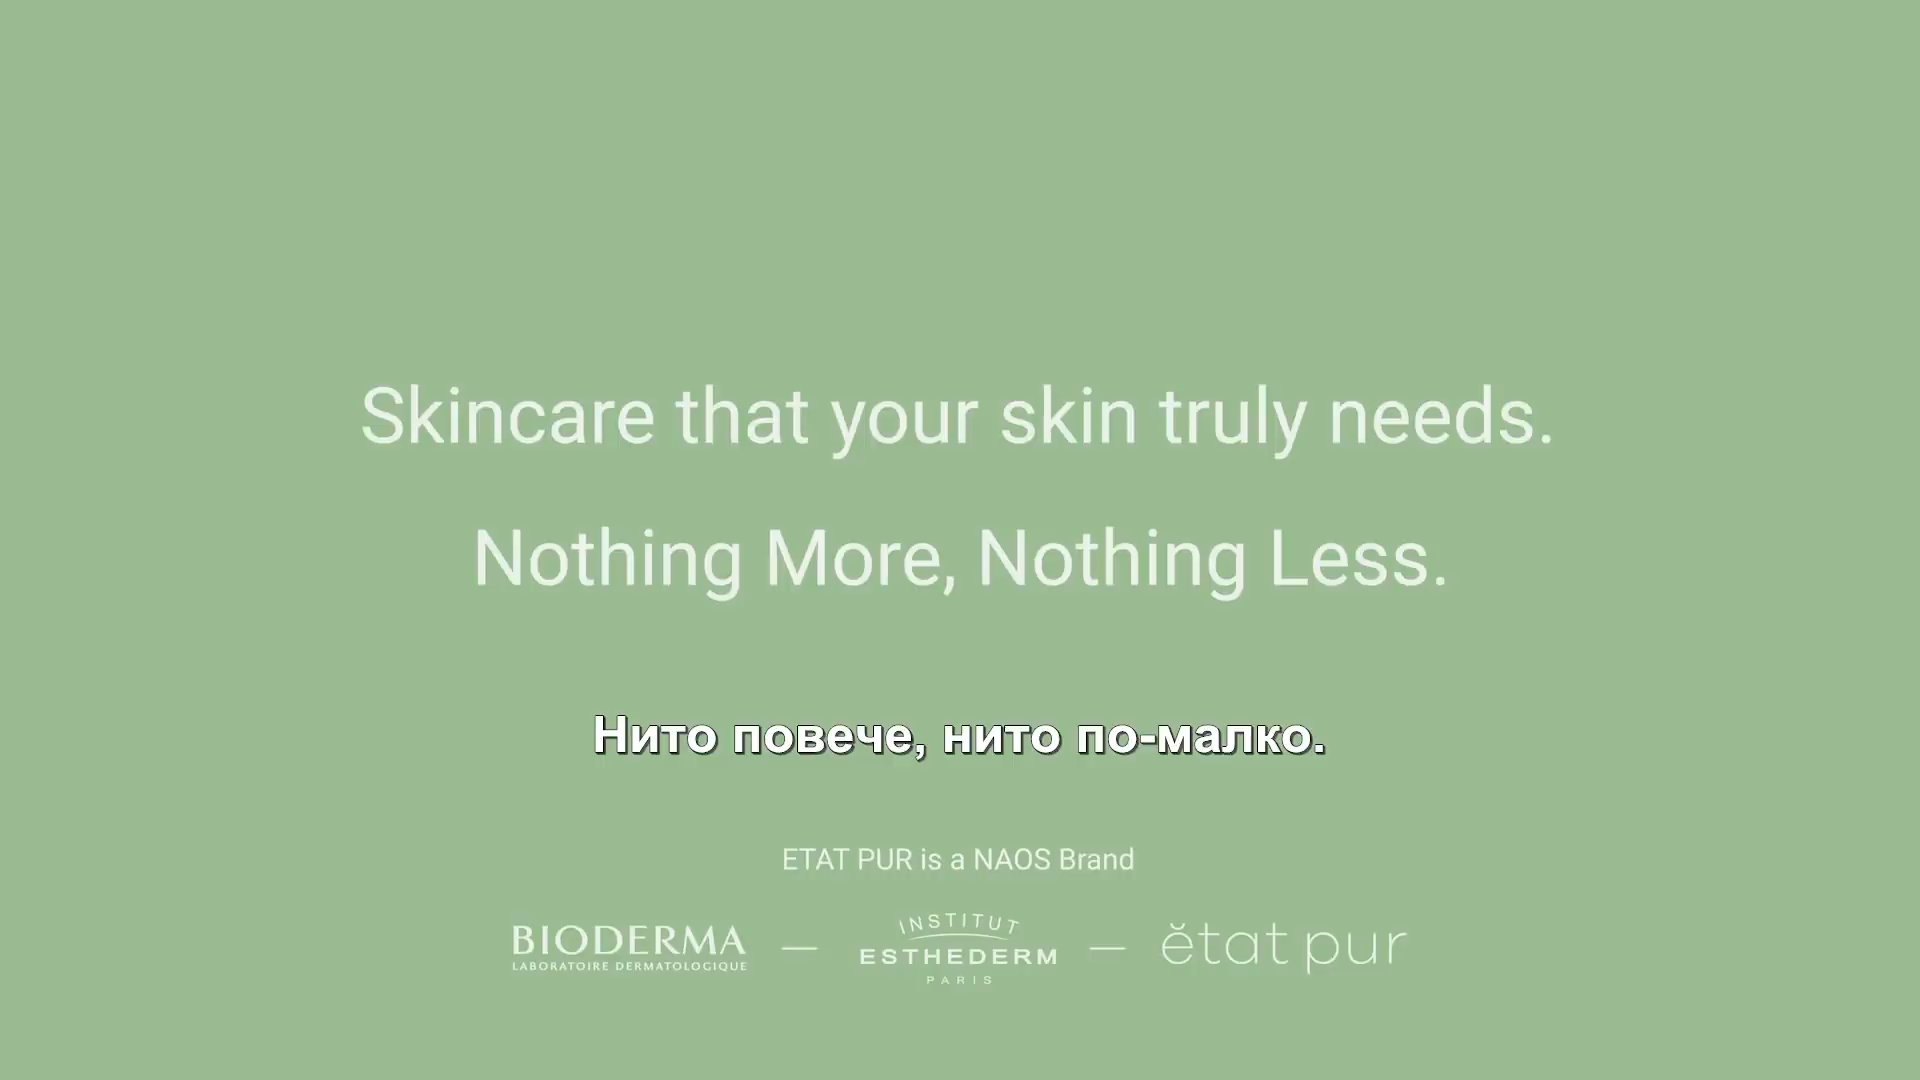 Skincare that your skin truly needs.
Nothing More, Nothing Less.
Нито повече, нито по-малко.
ETAT PUR is a NAOS Brand
BIODERMA
LABORATOIRE DERMATOLOGIQUE
INSTITUT
ESTHEDERM
PARIS
ĕtat pur